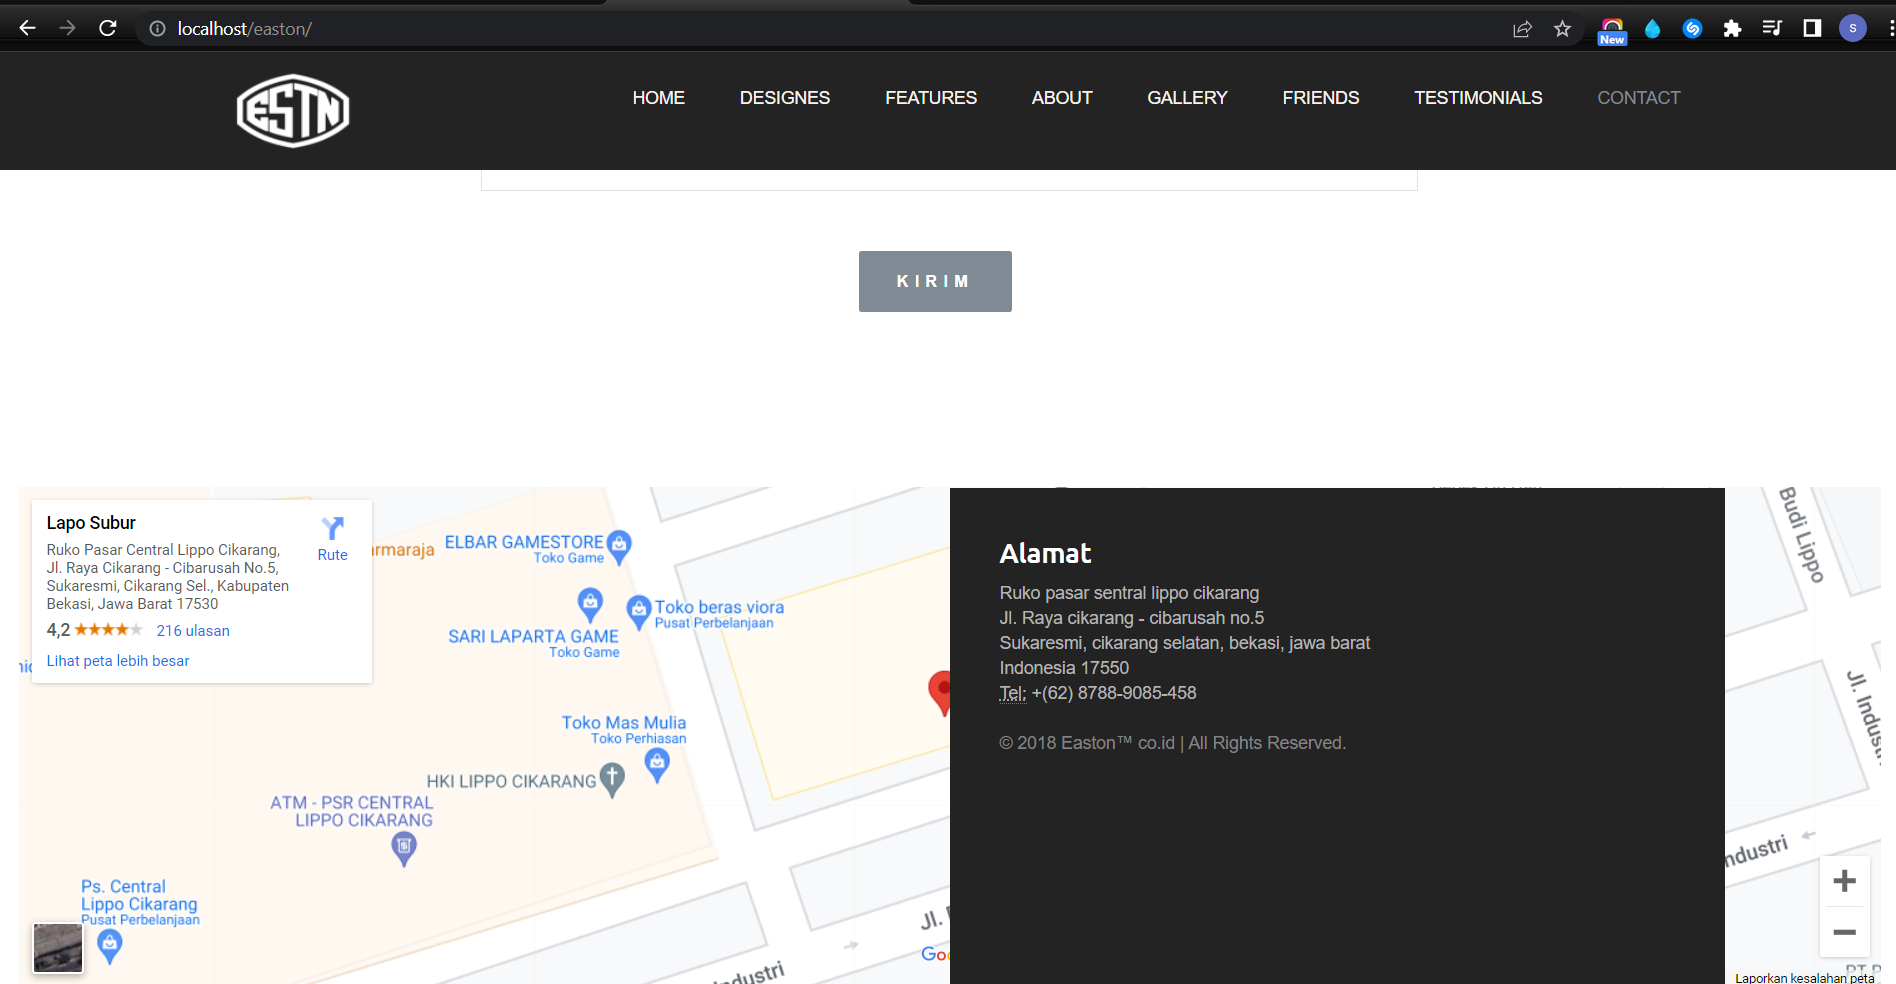 localhost/easton/
New
S
ESTN
HOME
DESIGNES
FEATURES
ABOUT
GALLERY
FRIENDS
TESTIMONIALS
CONTACT
KIRIM
Lapo Subur
Ruko Pasar Central Lippo Cikarang,
Jl. Raya Cikarang - Cibarusah No.5,
Sukaresmi, Cikarang Sel., Kabupaten
Bekasi, Jawa Barat 17530
4,2
216 ulasan
Lihat peta lebih besar
Rute
armaraja
ELBAR GAMESTORE
Toko Game
SARI LAPARTA GAME
Toko Game
Toko beras viora
Pusat Perbelanjaan
Toko Mas Mulia
Toko Perhiasan
HKI LIPPO CIKARANG
ATM - PSR CENTRAL
LIPPO CIKARANG
Ps. Central
Lippo Cikarang
Pusat Perbelanjaan
Jl.
ndustri
Goo
Alamat
Ruko pasar sentral lippo cikarang
Jl. Raya cikarang - cibarusah no.5
Sukaresmi, cikarang selatan, bekasi, jawa barat
Indonesia 17550
Tel: +(62) 8788-9085-458
© 2018 Easton™ co.id | All Rights Reserved.
Budi Lippo
Jl. Indust
ndustri
Laporkan kesalahan peta